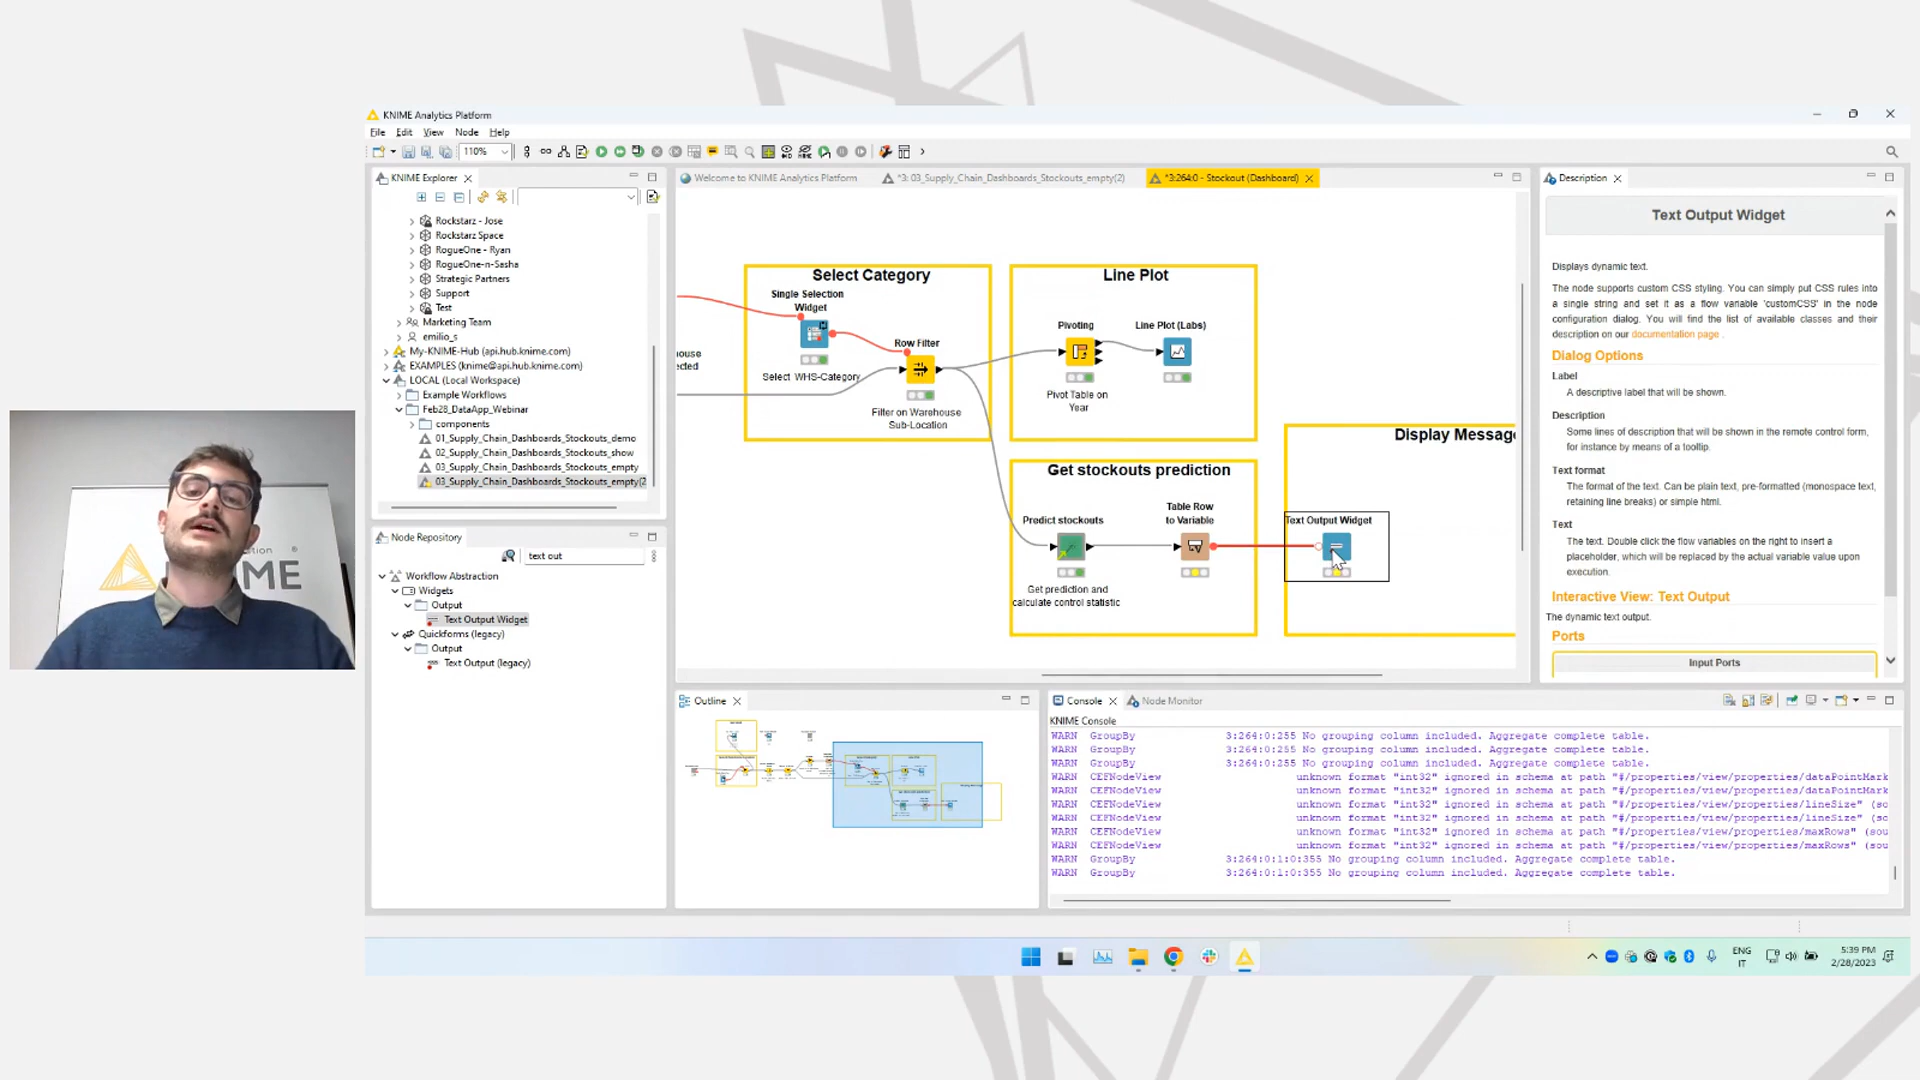 KNIME Analytics Platform
File Edit View Node Help
110%
KNIME Explorer
Welcome to KNIME Analytics Platform
*3: 03_Supply_Chain_Dashboards_Stockouts_empty(2)
*3:264:0 - Stockout (Dashboard)
Description
Rockstarz - Jose
Rockstarz Space
RogueOne - Ryan
RogueOne-n-Sasha
Strategic Partners
Support
Test
Marketing Team
emilio_s
My-KNIME-Hub (api.hub.knime.com)
EXAMPLES (knime@api.hub.knime.com)
LOCAL (Local Workspace)
Example Workflows
Feb28_DataApp_Webinar
components
01_Supply_Chain_Dashboards_Stockouts_demo
02_Supply_Chain_Dashboards_Stockouts_show
03_Supply_Chain_Dashboards_Stockouts_empty
03_Supply_Chain_Dashboards_Stockouts_empty(2
Node Repository
text out
Workflow Abstraction
Widgets
Output
Text Output Widget
Quickforms (legacy)
Output
Text Output (legacy)
Select Category
Single Selection
Widget
Row Filter
ouse
ected
Select WHS-Category
Filter on Warehouse
Sub-Location
Line Plot
Pivoting
Line Plot (Labs)
Pivot Table on
Year
Get stockouts prediction
Predict stockouts
Table Row
to Variable
Get prediction and
calculate control statistic
Display Message
Text Output Widget
Text Output Widget
Displays dynamic text.
The node supports custom CSS styling. You can simply put CSS rules into
a single string and set it as a flow variable 'customCSS' in the node
configuration dialog. You will find the list of available classes and their
description on our documentation page .
Dialog Options
Label
A descriptive label that will be shown.
Description
Some lines of description that will be shown in the remote control form,
for instance by means of a tooltip.
Text format
The format of the text. Can be plain text, pre-formatted (monospace text,
retaining line breaks) or simple html.
Text
The text. Double click the flow variables on the right to insert a
placeholder, which will be replaced by the actual variable value upon
execution.
Interactive View: Text Output
The dynamic text output.
Ports
Input Ports
Outline
Console
Node Monitor
KNIME Console
WARN GroupBy 3:264:0:255 No grouping column included. Aggregate complete table.
WARN GroupBy 3:264:0:255 No grouping column included. Aggregate complete table.
WARN GroupBy 3:264:0:255 No grouping column included. Aggregate complete table.
WARN CEFNodeView unknown format "int32" ignored in schema at path "#/properties/view/properties/dataPointMark
WARN CEFNodeView unknown format "int32" ignored in schema at path "#/properties/view/properties/dataPointMark
WARN CEFNodeView unknown format "int32" ignored in schema at path "#/properties/view/properties/lineSize" (so
WARN CEFNodeView unknown format "int32" ignored in schema at path "#/properties/view/properties/lineSize" (so
WARN CEFNodeView unknown format "int32" ignored in schema at path "#/properties/view/properties/maxRows" (sou
WARN CEFNodeView unknown format "int32" ignored in schema at path "#/properties/view/properties/maxRows" (sou
WARN GroupBy 3:264:0:1:0:355 No grouping column included. Aggregate complete table.
WARN GroupBy 3:264:0:1:0:355 No grouping column included. Aggregate complete table.
ENG
IT
5:39 PM
2/28/2023